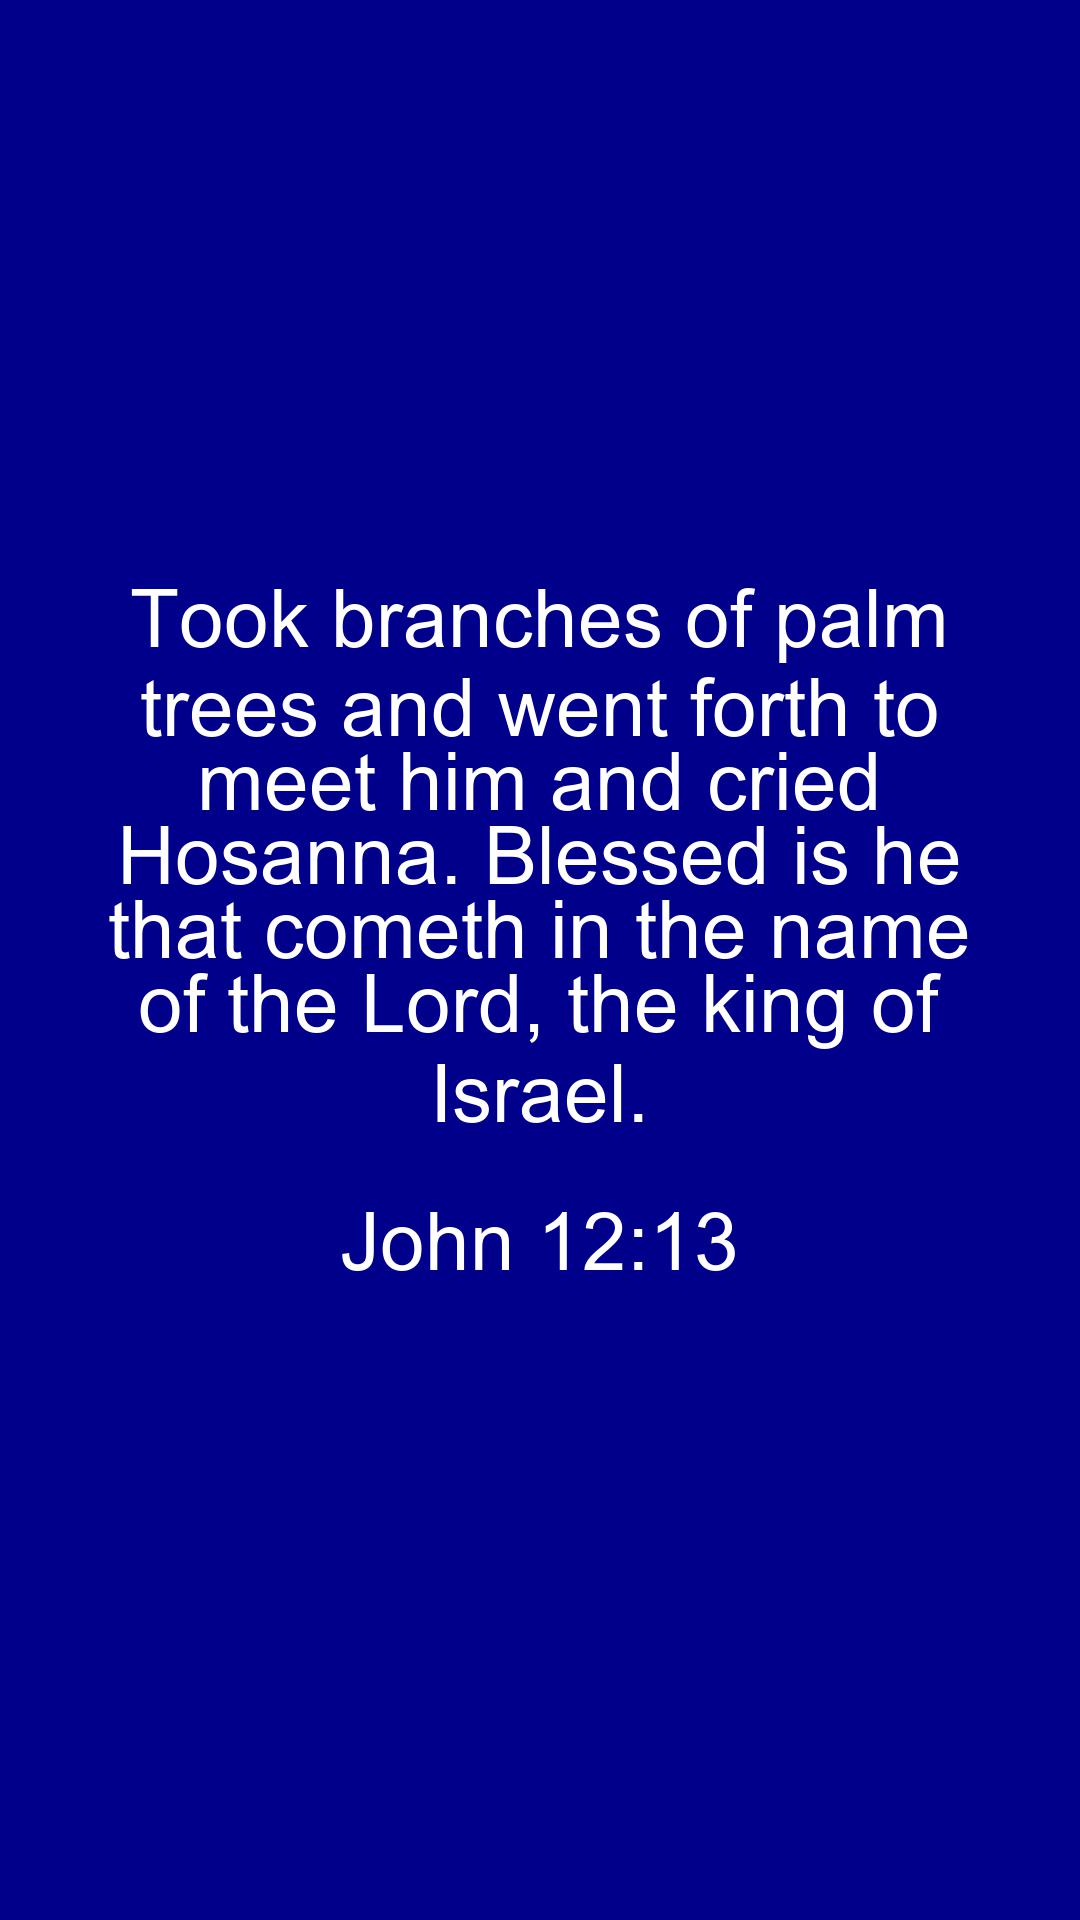 Took branches of palm
trees and went forth to
meet him and cried
Hosanna. Blessed is he
that cometh in the name
of the Lord, the king of
Israel.
John 12:13